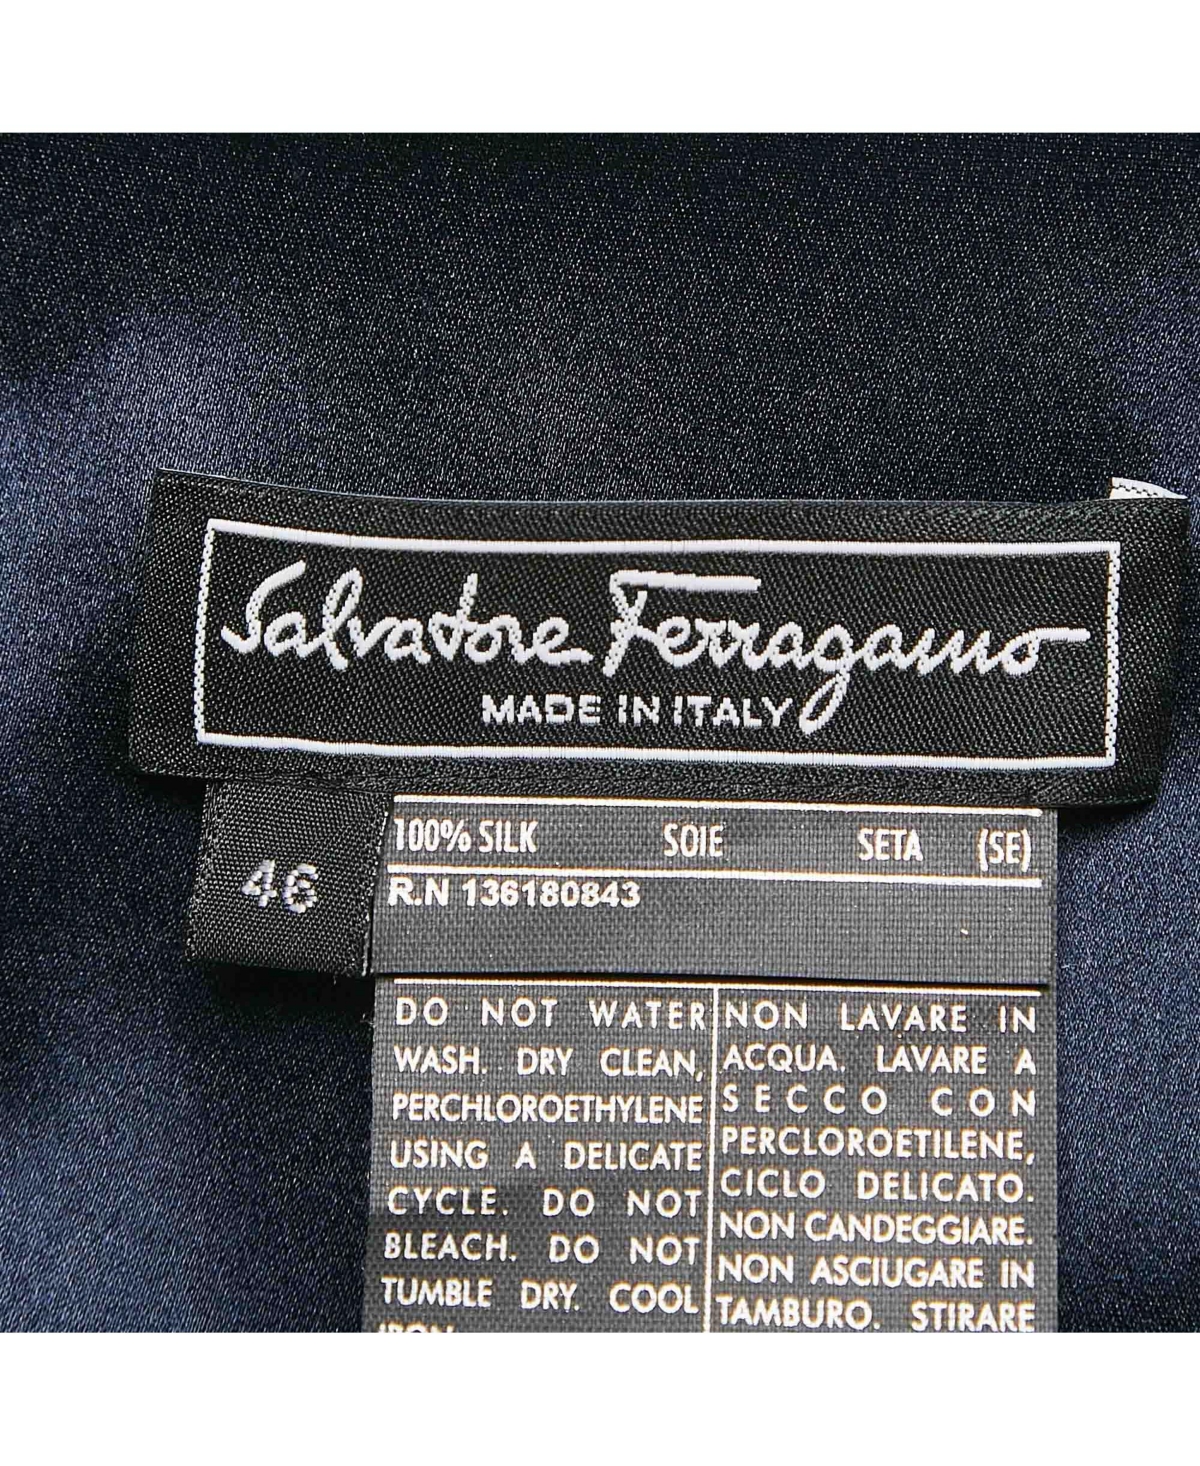 Salvatore Ferragamo
MADE IN ITALY
46
100% SILK SOIE SETA (SE)
R.N 136180843
DO NOT WATER
WASH. DRY CLEAN,
PERCHLOROETHYLENE
USING A DELICATE
CYCLE. DO NOT
BLEACH. DO NOT
TUMBLE DRY. COOL
IRON
NON LAVARE IN
ACQUA. LAVARE A
SECCO CON
PERCLOROETILENE,
CICLO DELICATO.
NON CANDEGGIARE.
NON ASCIUGARE IN
TAMBURO. STIRARE